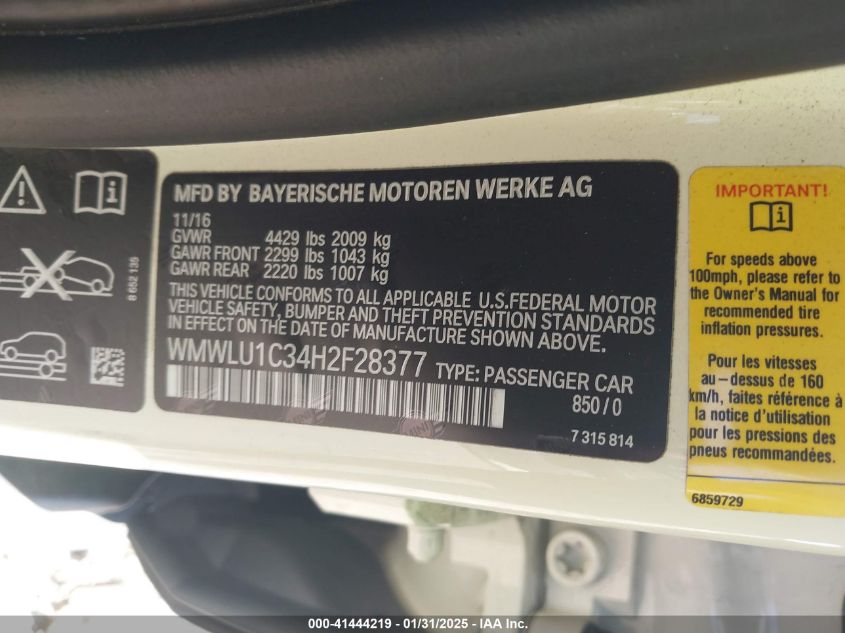 MFD BY BAYERISCHE MOTOREN WERKE AG
11/16
GVWR 4429 lbs 2009 kg
GAWR FRONT 2299 lbs 1043 kg
GAWR REAR 2220 lbs 1007 kg
THIS VEHICLE CONFORMS TO ALL APPLICABLE U.S.FEDERAL MOTOR
VEHICLE SAFETY, BUMPER AND THEFT PREVENTION STANDARDS
IN EFFECT ON THE DATE OF MANUFACTURE SHOWN ABOVE.
WMWLU1C34H2F28377 TYPE: PASSENGER CAR
850/0
7 315 814
8 652 135
IMPORTANT!
For speeds above
100mph, please refer to
the Owner's Manual for
recommended tire
inflation pressures.
Pour les vitesses
au-dessus de 160
km/h, faites référence à
la notice d'utilisation
pour les pressions des
pneus recommandées.
6859729
000-41444219 - 01/31/2025 - IAA Inc.